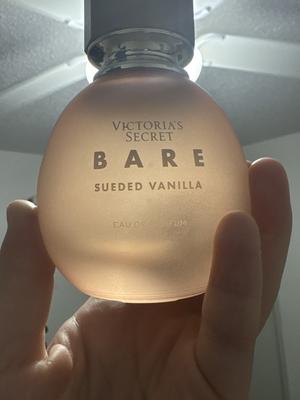 VICTORIA'S
SECRET
BARE
SUEDED VANILLA
EAU DE PARFUM